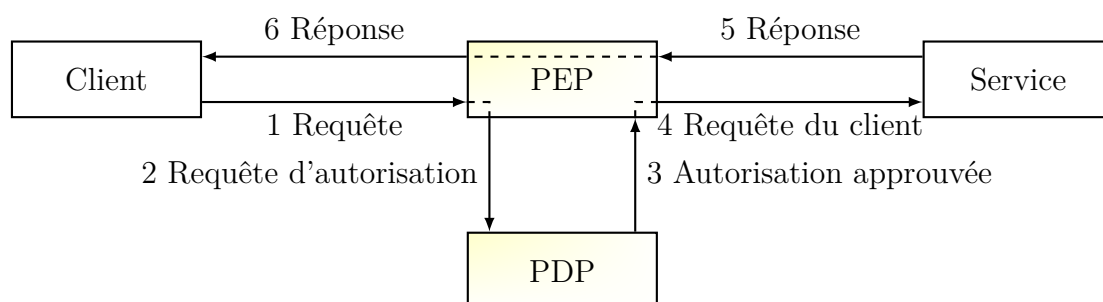 6 Réponse
5 Réponse
Client
PEP
Service
1 Requête
4 Requête du client
2 Requête d'autorisation
3 Autorisation approuvée
PDP